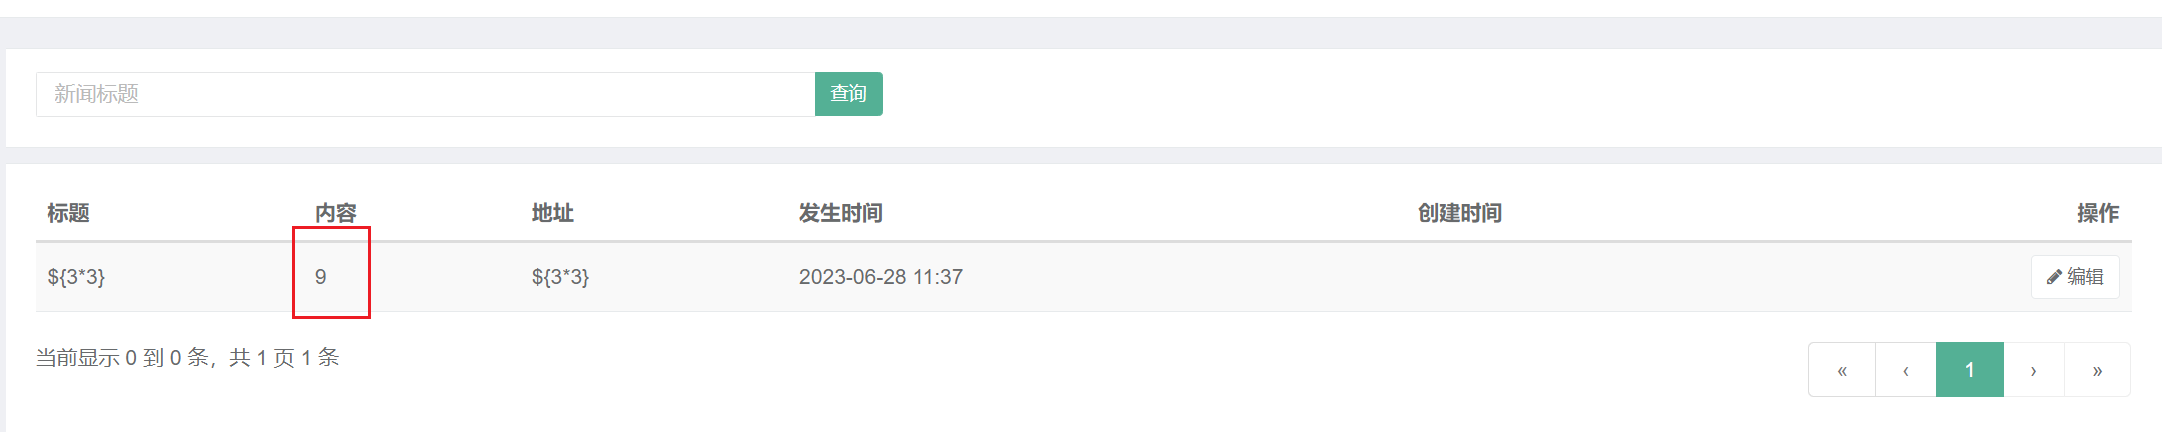 新闻标题 查询
标题 内容 地址 发生时间 创建时间 操作
${3*3} 9 ${3*3} 2023-06-28 11:37 编辑
当前显示 0 到 0 条，共 1 页 1 条
« ‹ 1 › »